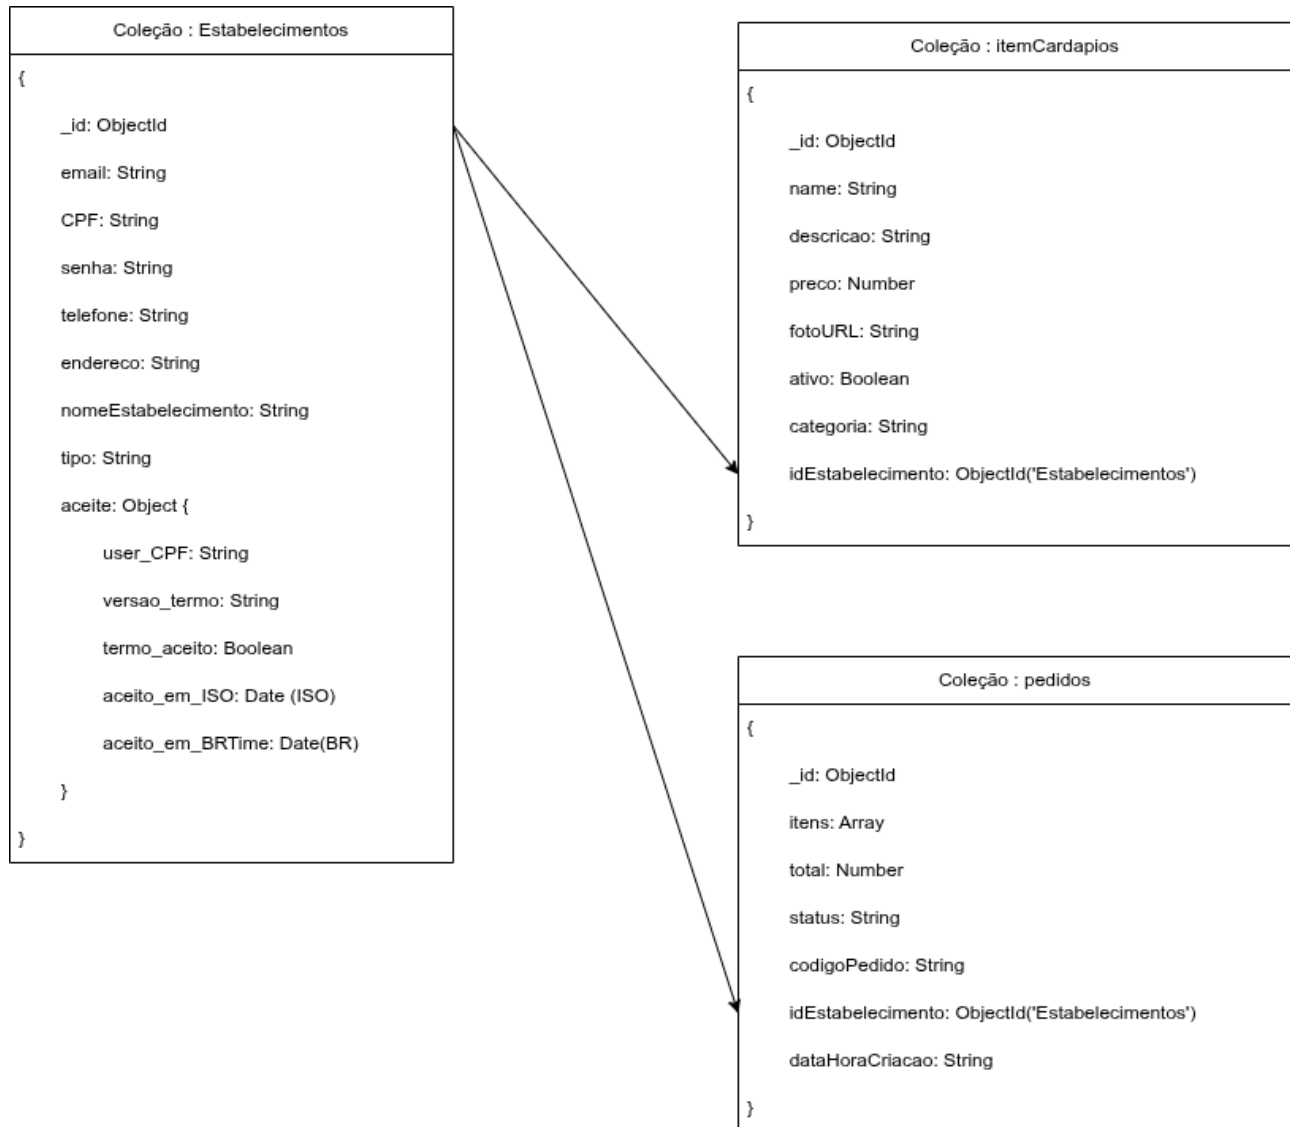 Coleção : Estabelecimentos
{
_id: ObjectId
email: String
CPF: String
senha: String
telefone: String
endereco: String
nomeEstabelecimento: String
tipo: String
aceite: Object {
user_CPF: String
versao_termo: String
termo_aceito: Boolean
aceito_em_ISO: Date (ISO)
aceito_em_BRTime: Date(BR)
}
}
Coleção : itemCardapios
{
_id: ObjectId
name: String
descricao: String
preco: Number
fotoURL: String
ativo: Boolean
categoria: String
idEstabelecimento: ObjectId('Estabelecimentos')
}
Coleção : pedidos
{
_id: ObjectId
itens: Array
total: Number
status: String
codigoPedido: String
idEstabelecimento: ObjectId('Estabelecimentos')
dataHoraCriacao: String
}